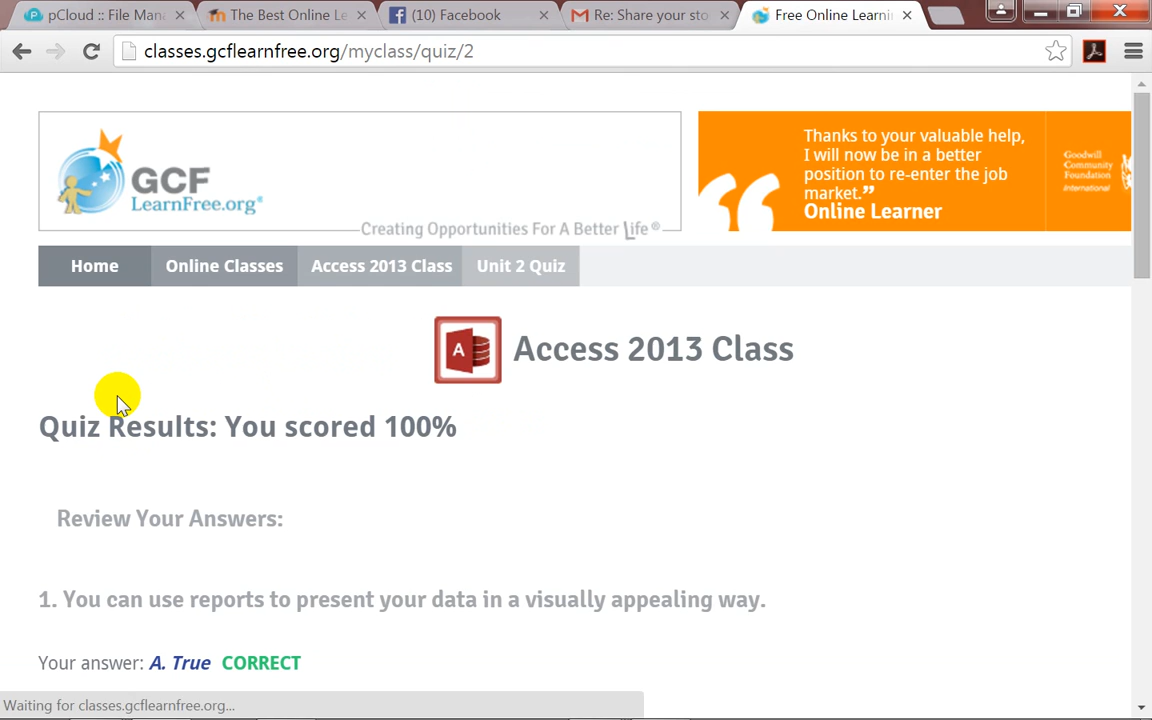 pCloud :: File Mana
The Best Online Le
(10) Facebook
Re: Share your sto
Free Online Learni
classes.gcflearnfree.org/myclass/quiz/2
GCF
LearnFree.org®
Creating Opportunities For A Better Life®
Thanks to your valuable help,
I will now be in a better
position to re-enter the job
market.”
Online Learner
Goodwill
Community
Foundation
International
Home
Online Classes
Access 2013 Class
Unit 2 Quiz
A
Access 2013 Class
Quiz Results: You scored 100%
Review Your Answers:
1. You can use reports to present your data in a visually appealing way.
Your answer: A. True CORRECT
Waiting for classes.gcflearnfree.org...